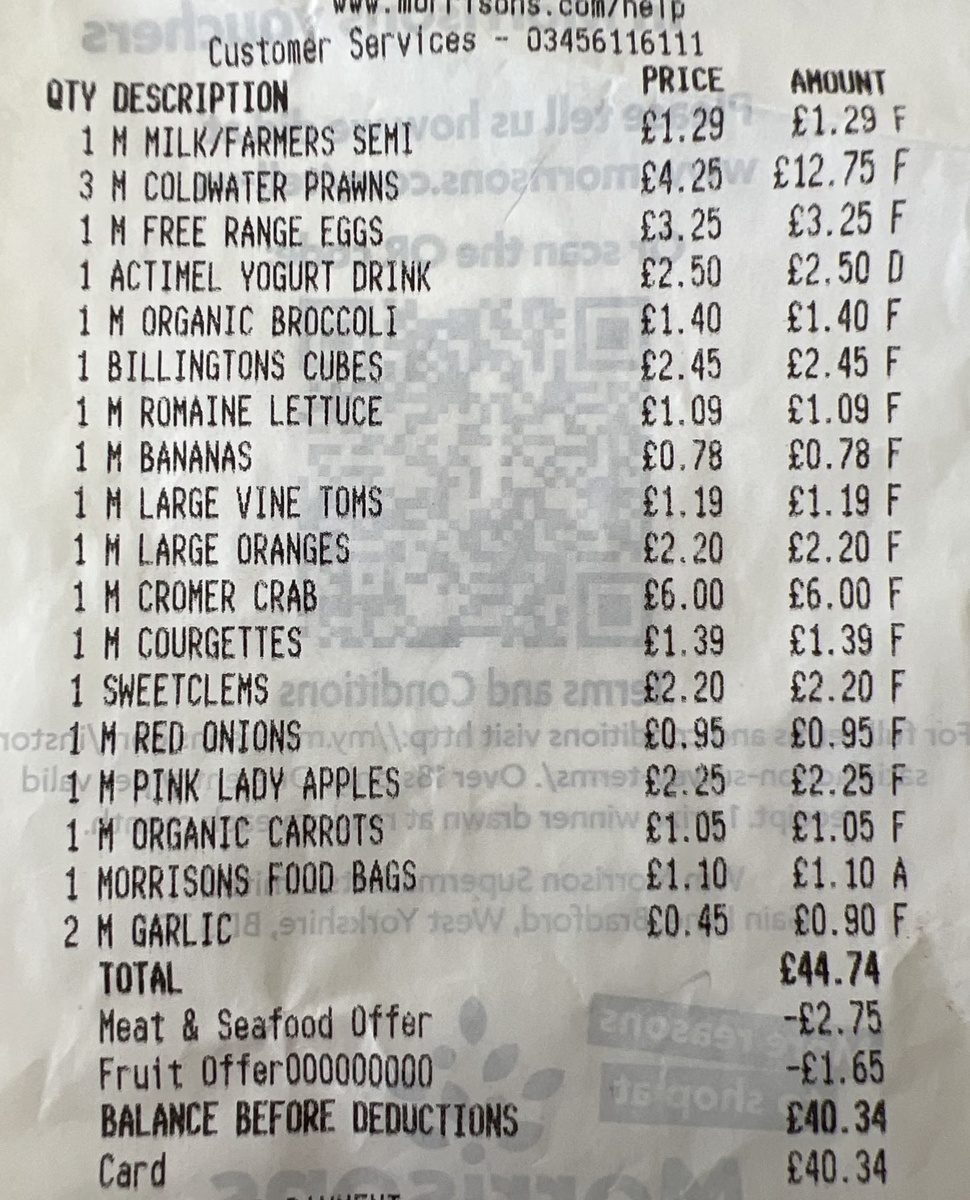 www.morrisons.com/help
Customer Services - 03456116111
QTY DESCRIPTION PRICE AMOUNT
1 M MILK/FARMERS SEMI £1.29 £1.29 F
3 M COLDWATER PRAWNS £4.25 £12.75 F
1 M FREE RANGE EGGS £3.25 £3.25 F
1 ACTIMEL YOGURT DRINK £2.50 £2.50 D
1 M ORGANIC BROCCOLI £1.40 £1.40 F
1 BILLINGTONS CUBES £2.45 £2.45 F
1 M ROMAINE LETTUCE £1.09 £1.09 F
1 M BANANAS £0.78 £0.78 F
1 M LARGE VINE TOMS £1.19 £1.19 F
1 M LARGE ORANGES £2.20 £2.20 F
1 M CROMER CRAB £6.00 £6.00 F
1 M COURGETTES £1.39 £1.39 F
1 SWEETCLEMS £2.20 £2.20 F
1 M RED ONIONS £0.95 £0.95 F
1 M PINK LADY APPLES £2.25 £2.25 F
1 M ORGANIC CARROTS £1.05 £1.05 F
1 MORRISONS FOOD BAGS £1.10 £1.10 A
2 M GARLIC £0.45 £0.90 F
TOTAL £44.74
Meat & Seafood Offer -£2.75
Fruit Offer000000000 -£1.65
BALANCE BEFORE DEDUCTIONS £40.34
Card £40.34